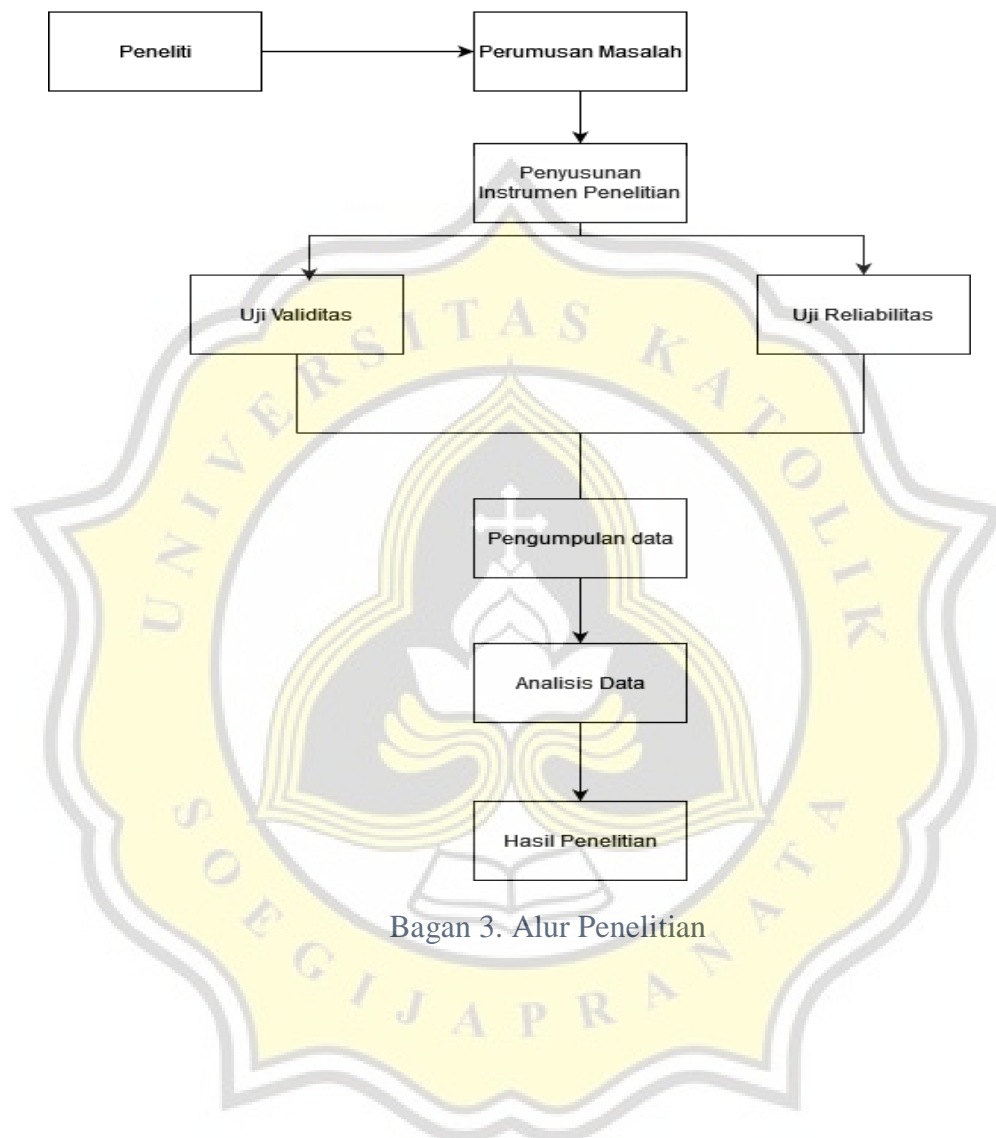 Peneliti
Perumusan Masalah
Penyusunan
Instrumen Penelitian
Uji Validitas
Uji Reliabilitas
Pengumpulan data
Analisis Data
Hasil Penelitian
Bagan 3. Alur Penelitian
UNIVERSITAS KATOLIK
SOEGIJAPRANATA